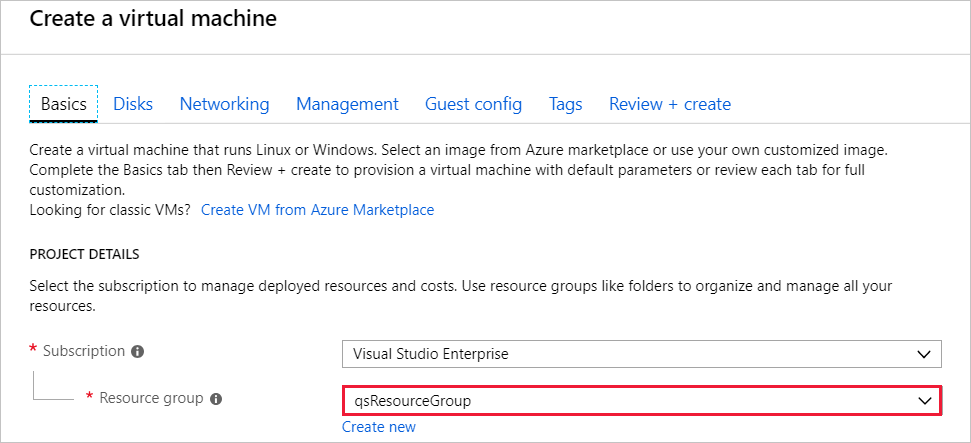 Create a virtual machine
Basics Disks Networking Management Guest config Tags Review + create
Create a virtual machine that runs Linux or Windows. Select an image from Azure marketplace or use your own customized image.
Complete the Basics tab then Review + create to provision a virtual machine with default parameters or review each tab for full
customization.
Looking for classic VMs? Create VM from Azure Marketplace
PROJECT DETAILS
Select the subscription to manage deployed resources and costs. Use resource groups like folders to organize and manage all your
resources.
* Subscription Visual Studio Enterprise
* Resource group qsResourceGroup
Create new